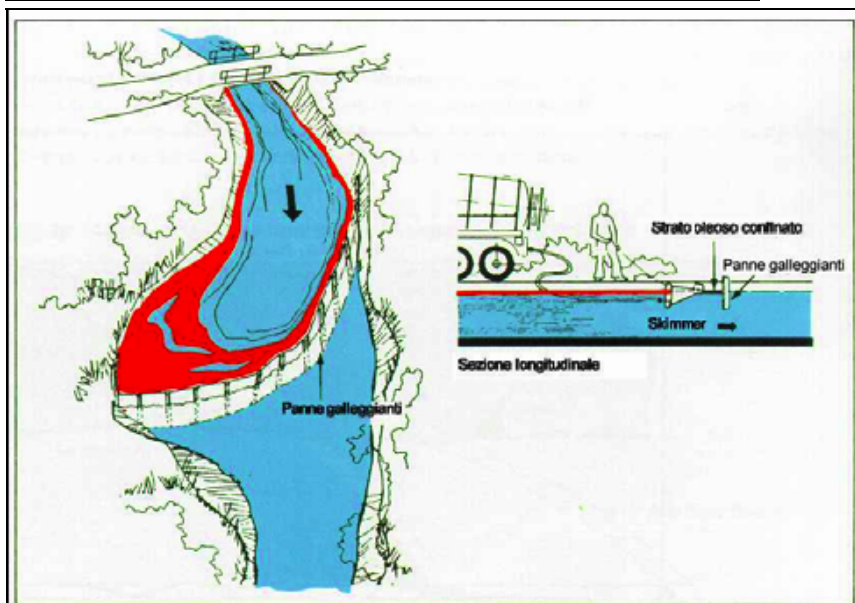 Strato oleoso confinato
Panne galleggianti
Skimmer
Sezione longitudinale
Panne galleggianti